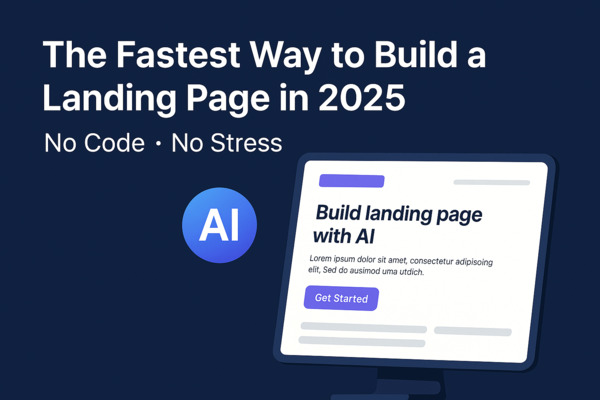 The Fastest Way to Build a
Landing Page in 2025
No Code · No Stress
AI
Build landing page
with AI
Lorem ipsum dolor sit amet, consectetur adipisoing
elit, Sed do ausimod uma utdich.
Get Started